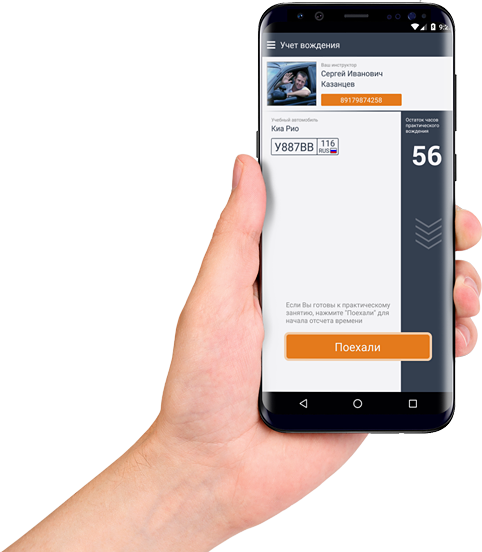 9:2
Учет вождения
Ваш инструктор
Сергей Иванович
Казанцев
89179874258
Учебный автомобиль
Киа Рио
У887ВВ 116
RUS
Остаток часов
практического
вождения
56
Если Вы готовы к практическому
занятию, нажмите "Поехали" для
начала отсчета времени
Поехали